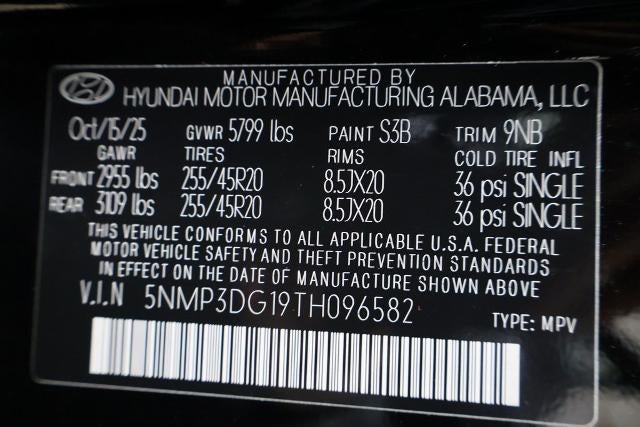 MANUFACTURED BY
HYUNDAI MOTOR MANUFACTURING ALABAMA, LLC
Oct/15/25 GVWR 5799 lbs PAINT S3B TRIM 9NB
GAWR TIRES RIMS COLD TIRE INFL
FRONT 2955 lbs 255/45R20 8.5JX20 36 psi SINGLE
REAR 3109 lbs 255/45R20 8.5JX20 36 psi SINGLE
THIS VEHICLE CONFORMS TO ALL APPLICABLE U.S.A. FEDERAL
MOTOR VEHICLE SAFETY AND THEFT PREVENTION STANDARDS
IN EFFECT ON THE DATE OF MANUFACTURE SHOWN ABOVE
V.I.N 5NMP3DG19TH096582 TYPE: MPV